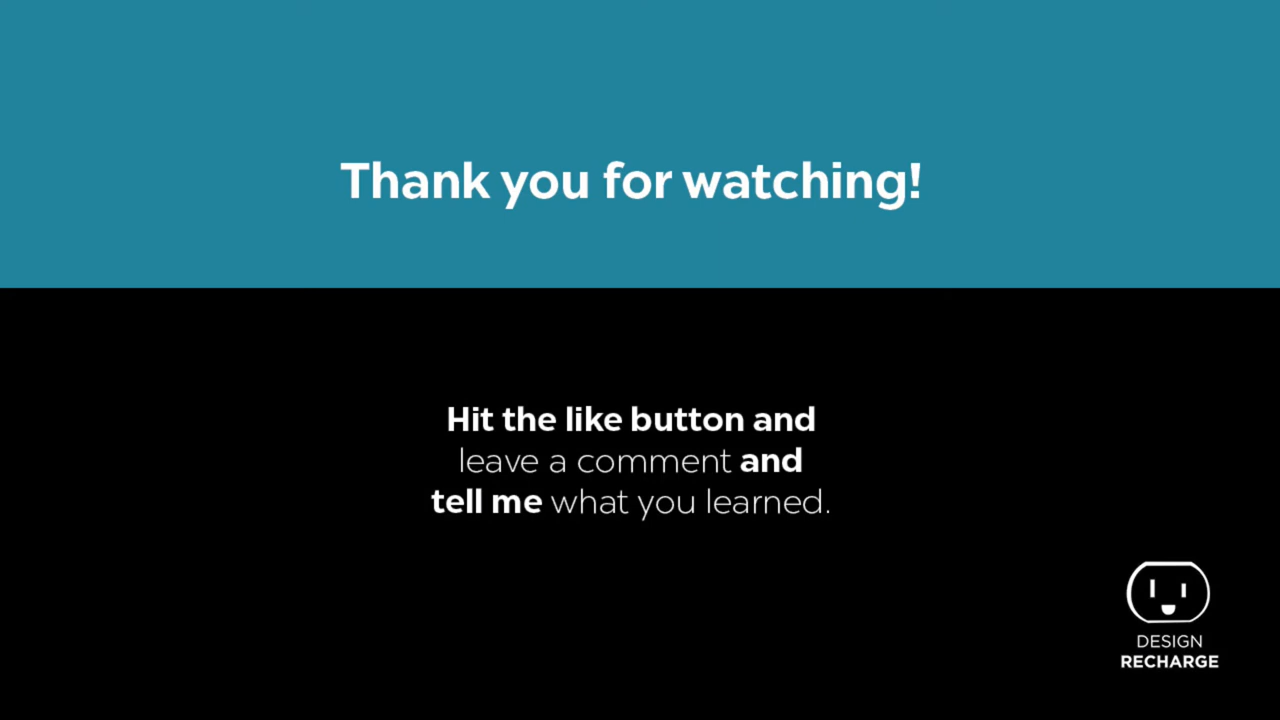 Thank you for watching!
Hit the like button and
leave a comment and
tell me what you learned.
DESIGN
RECHARGE